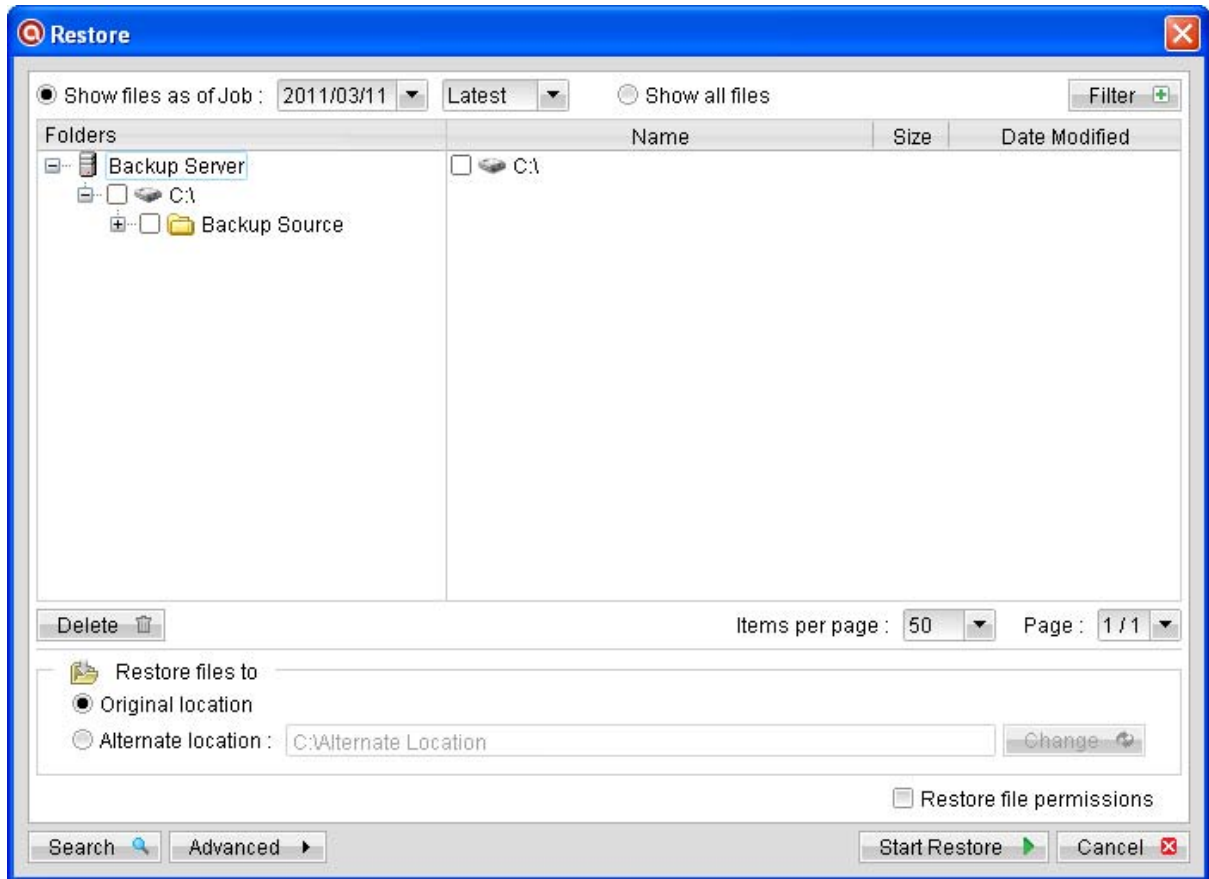 Restore
Show files as of Job : 2011/03/11 Latest Show all files Filter
Folders Name Size Date Modified
Backup Server C:\
C:\
Backup Source
Delete Items per page : 50 Page : 1 / 1
Restore files to
Original location
Alternate location : C:\Alternate Location Change
Restore file permissions
Search Advanced Start Restore Cancel